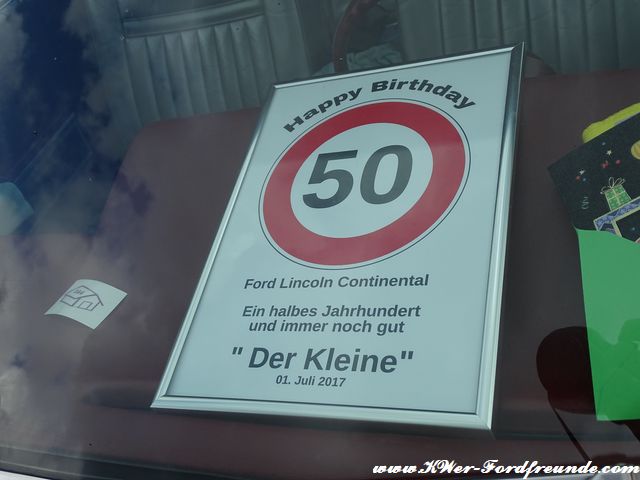 Happy Birthday
50
Ford Lincoln Continental
Ein halbes Jahrhundert
und immer noch gut
" Der Kleine"
01. Juli 2017
www.KWer-Fordfreunde.com